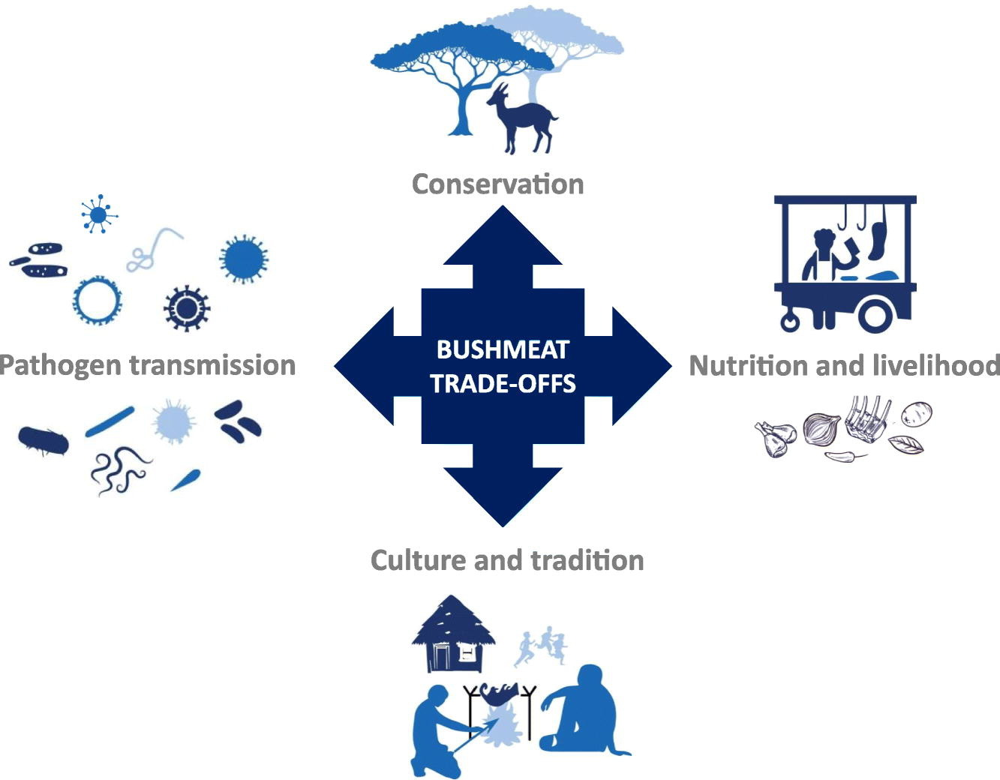 Conservation
Pathogen transmission
BUSHMEAT
TRADE-OFFS
Nutrition and livelihood
Culture and tradition